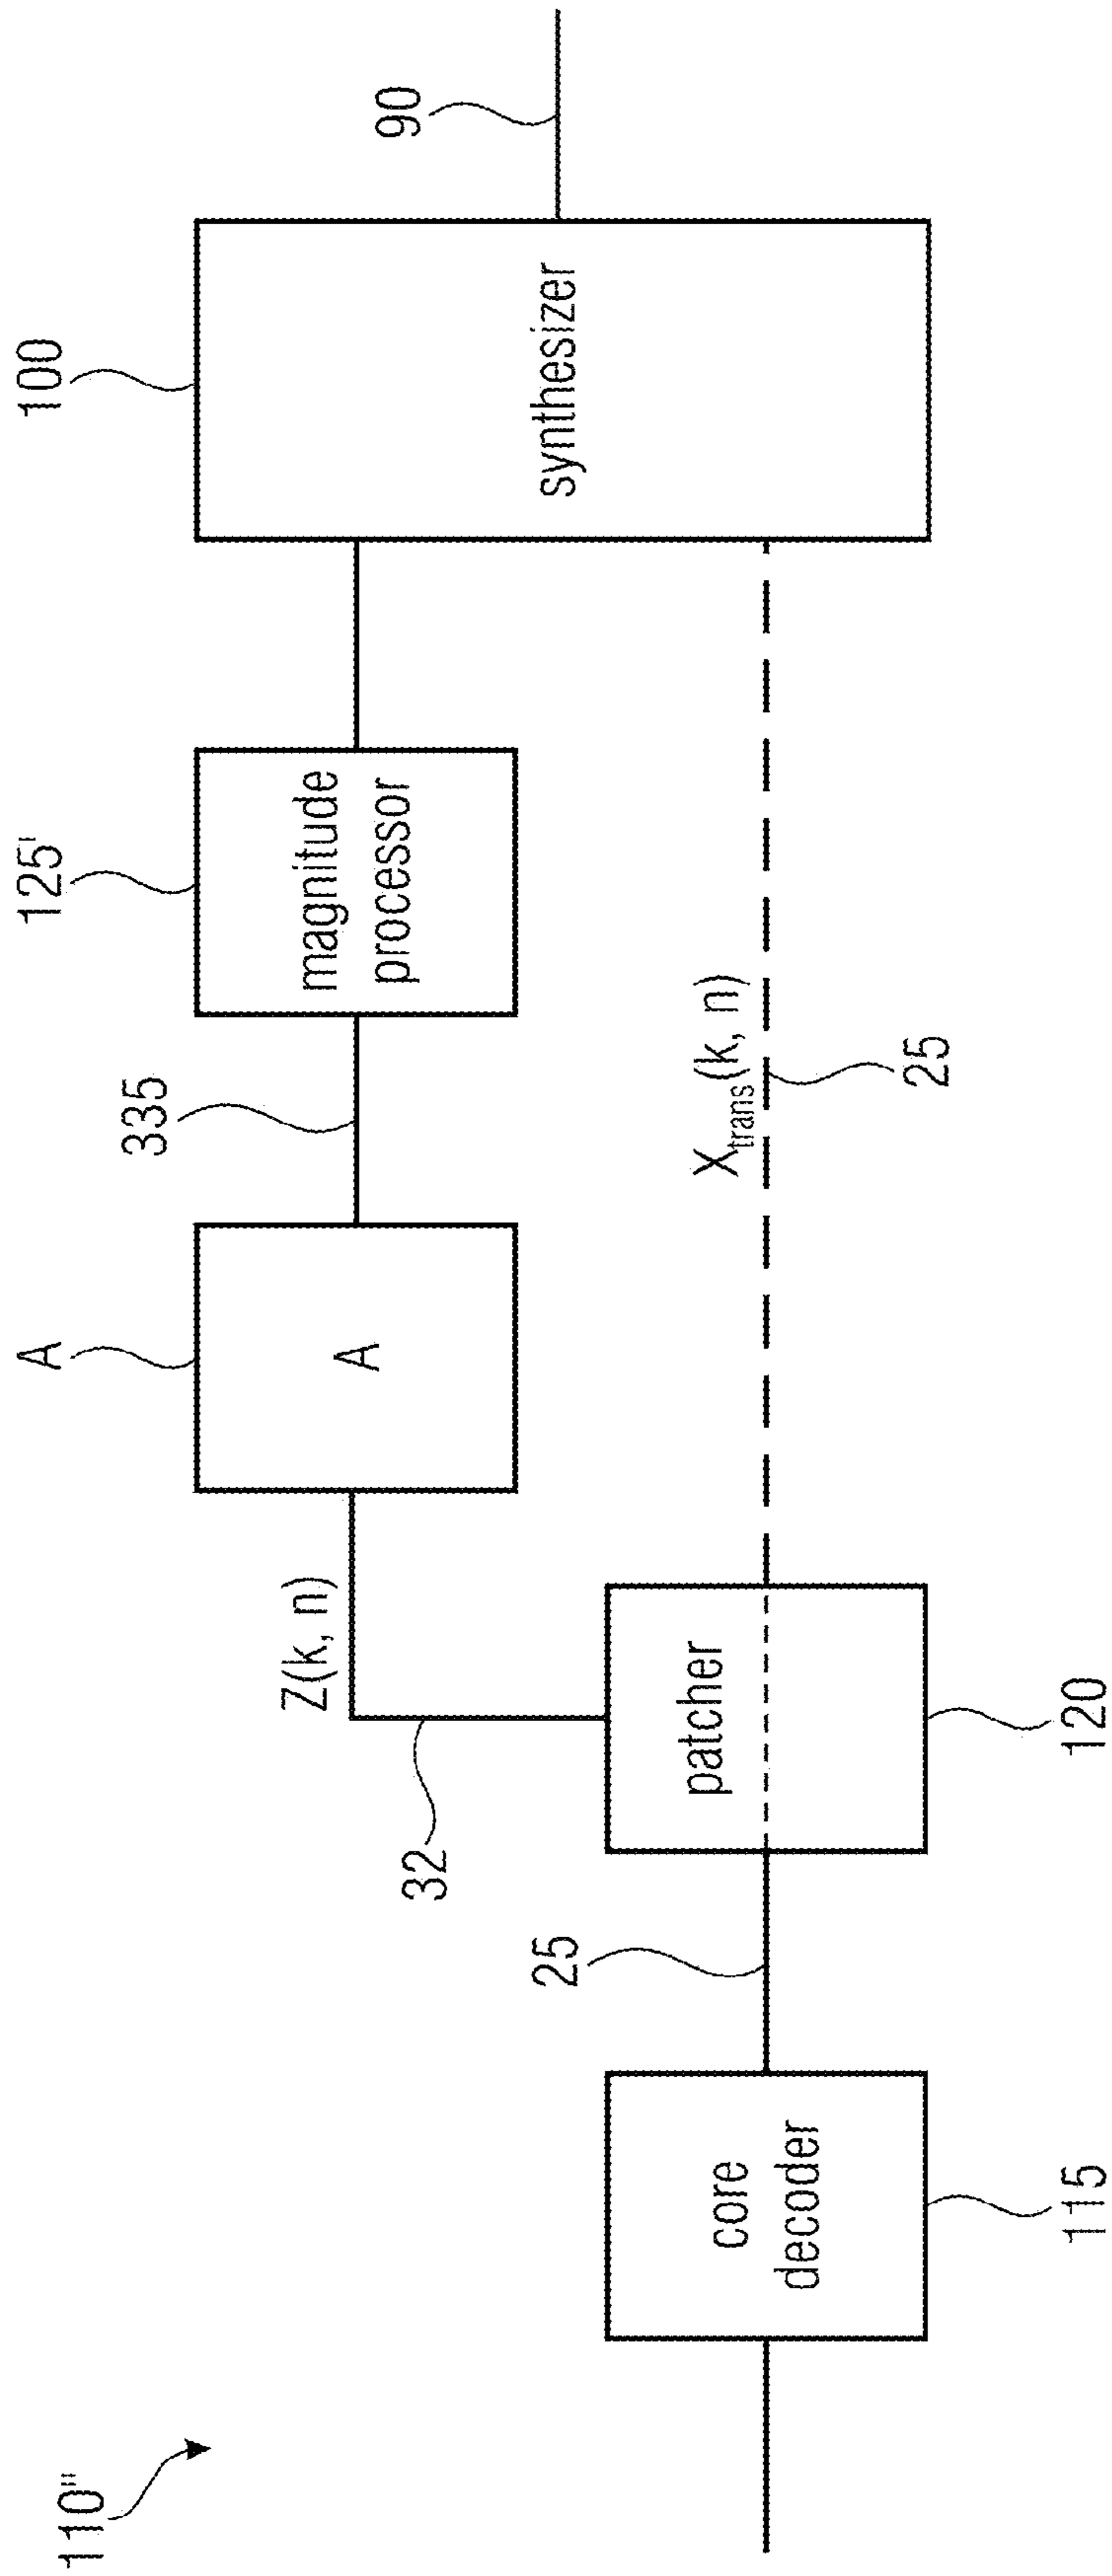 110"
A
125'
100
335
90
Z(k, n)
A
magnitude
processor
synthesizer
32
25
X_trans(k, n)
25
core
decoder
patcher
115
120